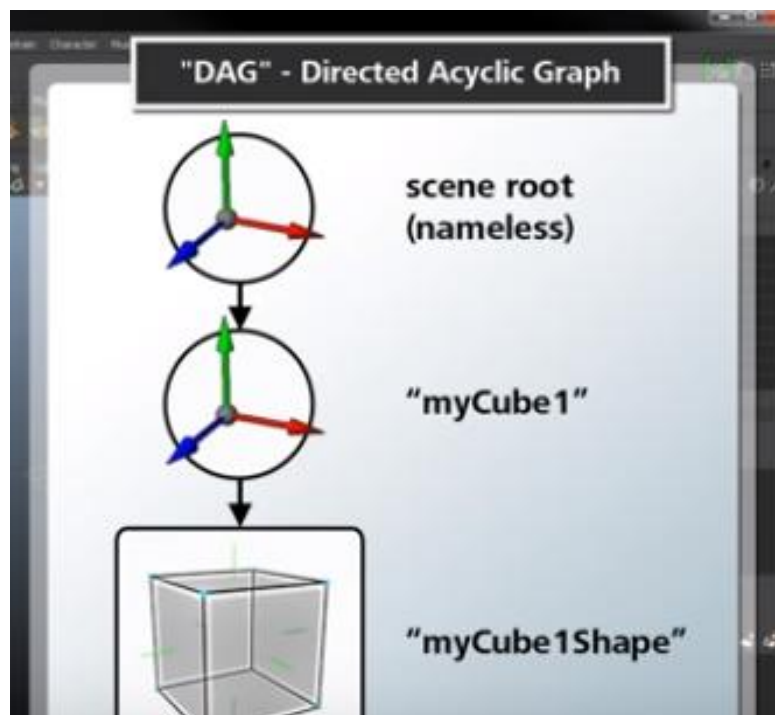 "DAG" - Directed Acyclic Graph
scene root
(nameless)
“myCube1”
“myCube1Shape”